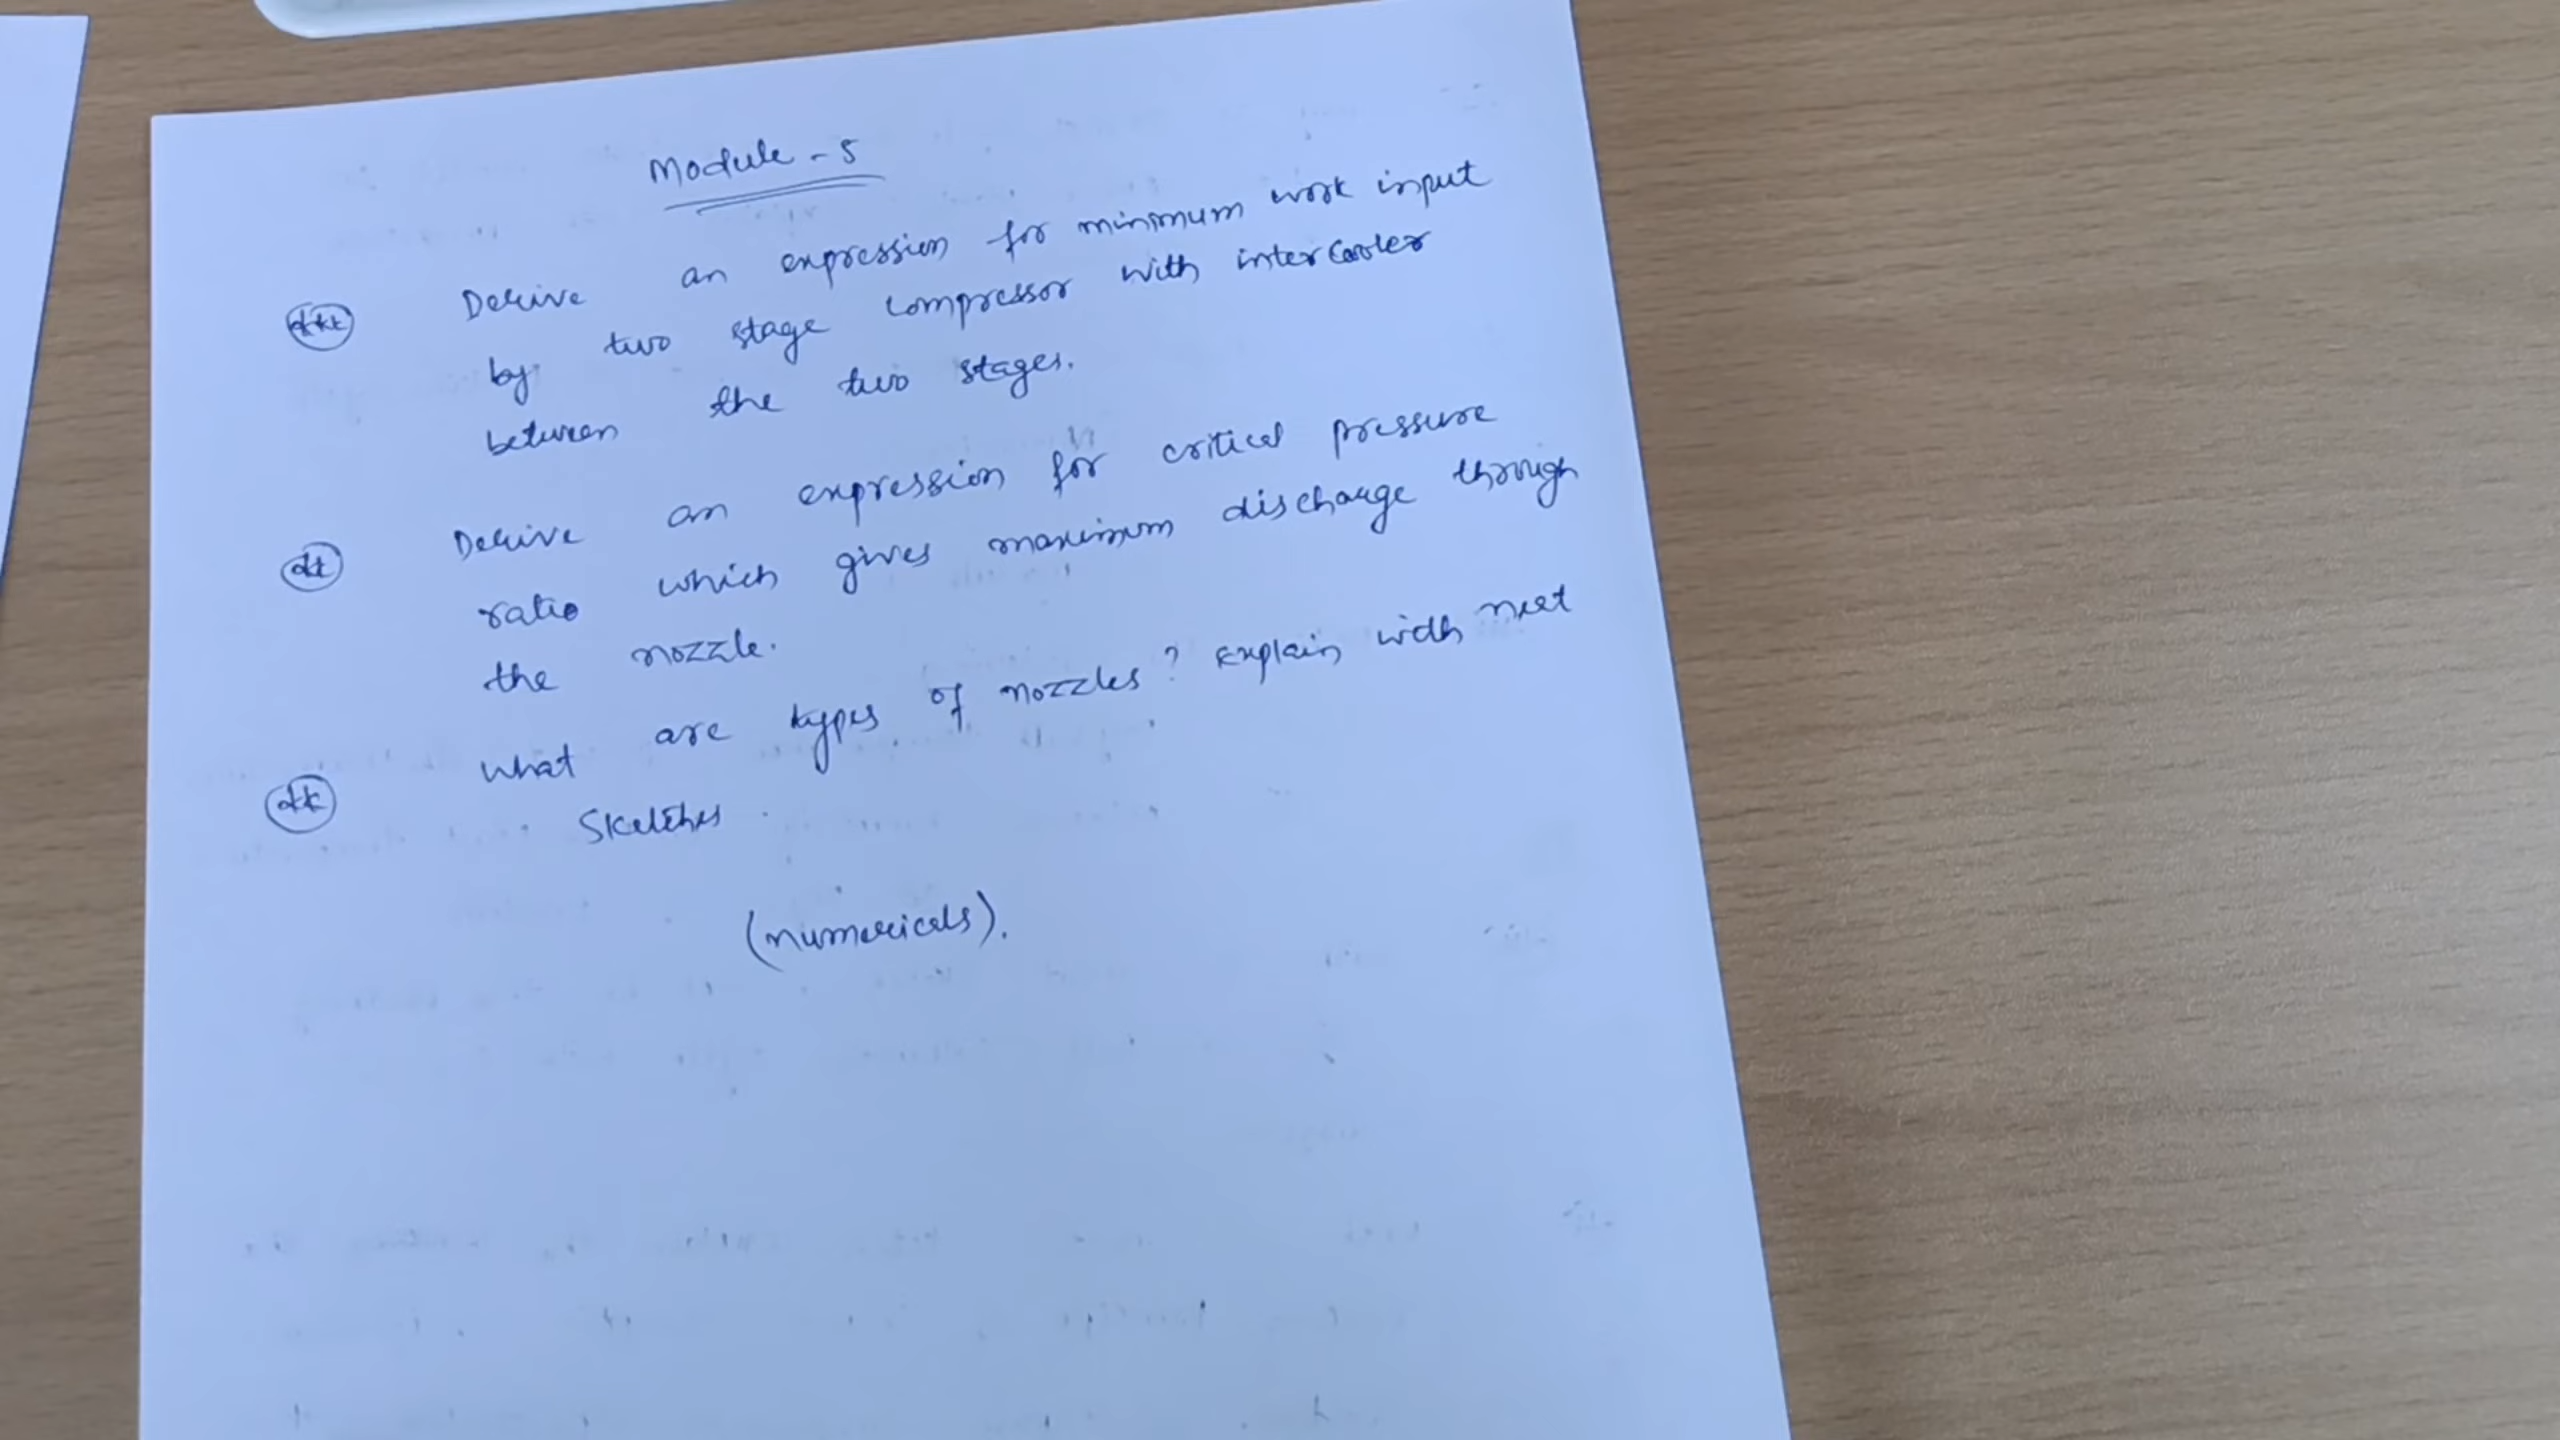 Module - 5
*** Derive an expression for minimum work input
by two stage compressor with intercooler
between the two stages.
** Derive an expression for critical pressure
ratio which gives maximum discharge through
the nozzle.
** What are types of nozzles? Explain with neat
Sketches.
(numericals).